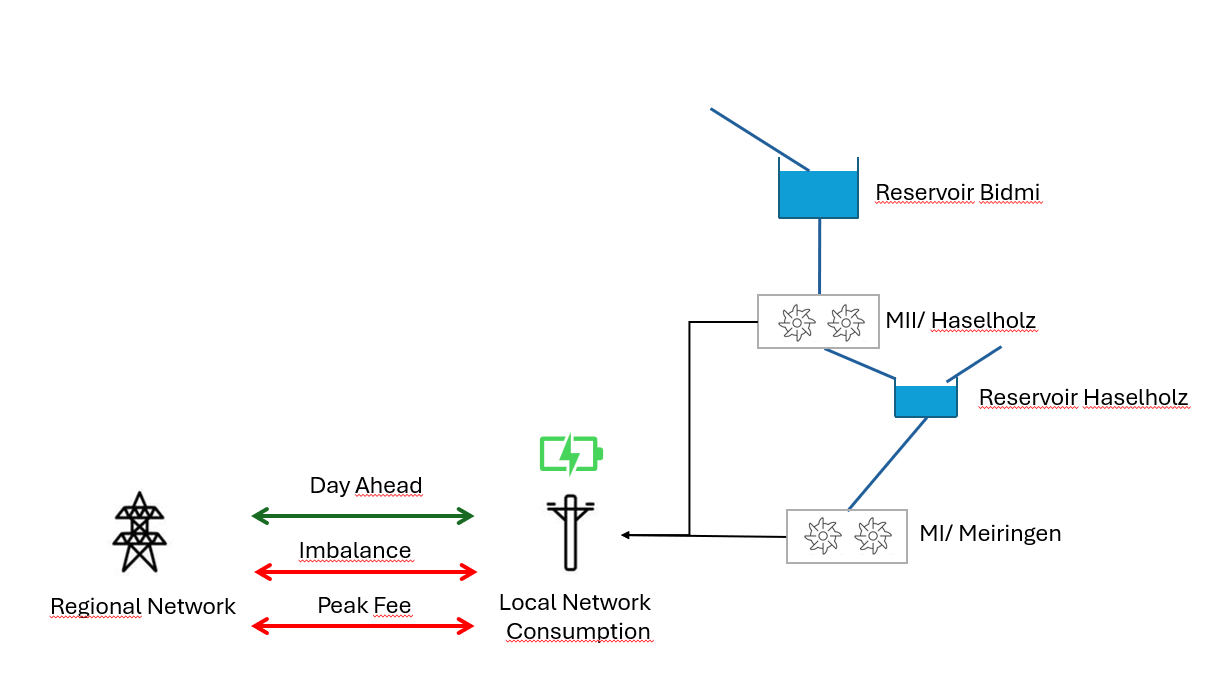 Reservoir Bidmi
MII/ Haselholz
Reservoir Haselholz
Day Ahead
MI/ Meiringen
Imbalance
Regional Network
Peak Fee
Local Network
Consumption